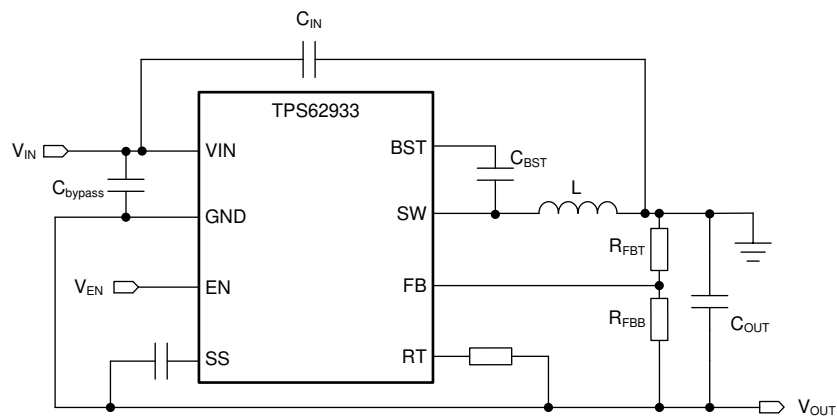 C_IN
TPS62933
V_IN
VIN
BST
C_BST
C_bypass
L
GND
SW
R_FBT
V_EN
EN
FB
R_FBB
C_OUT
SS
RT
V_OUT